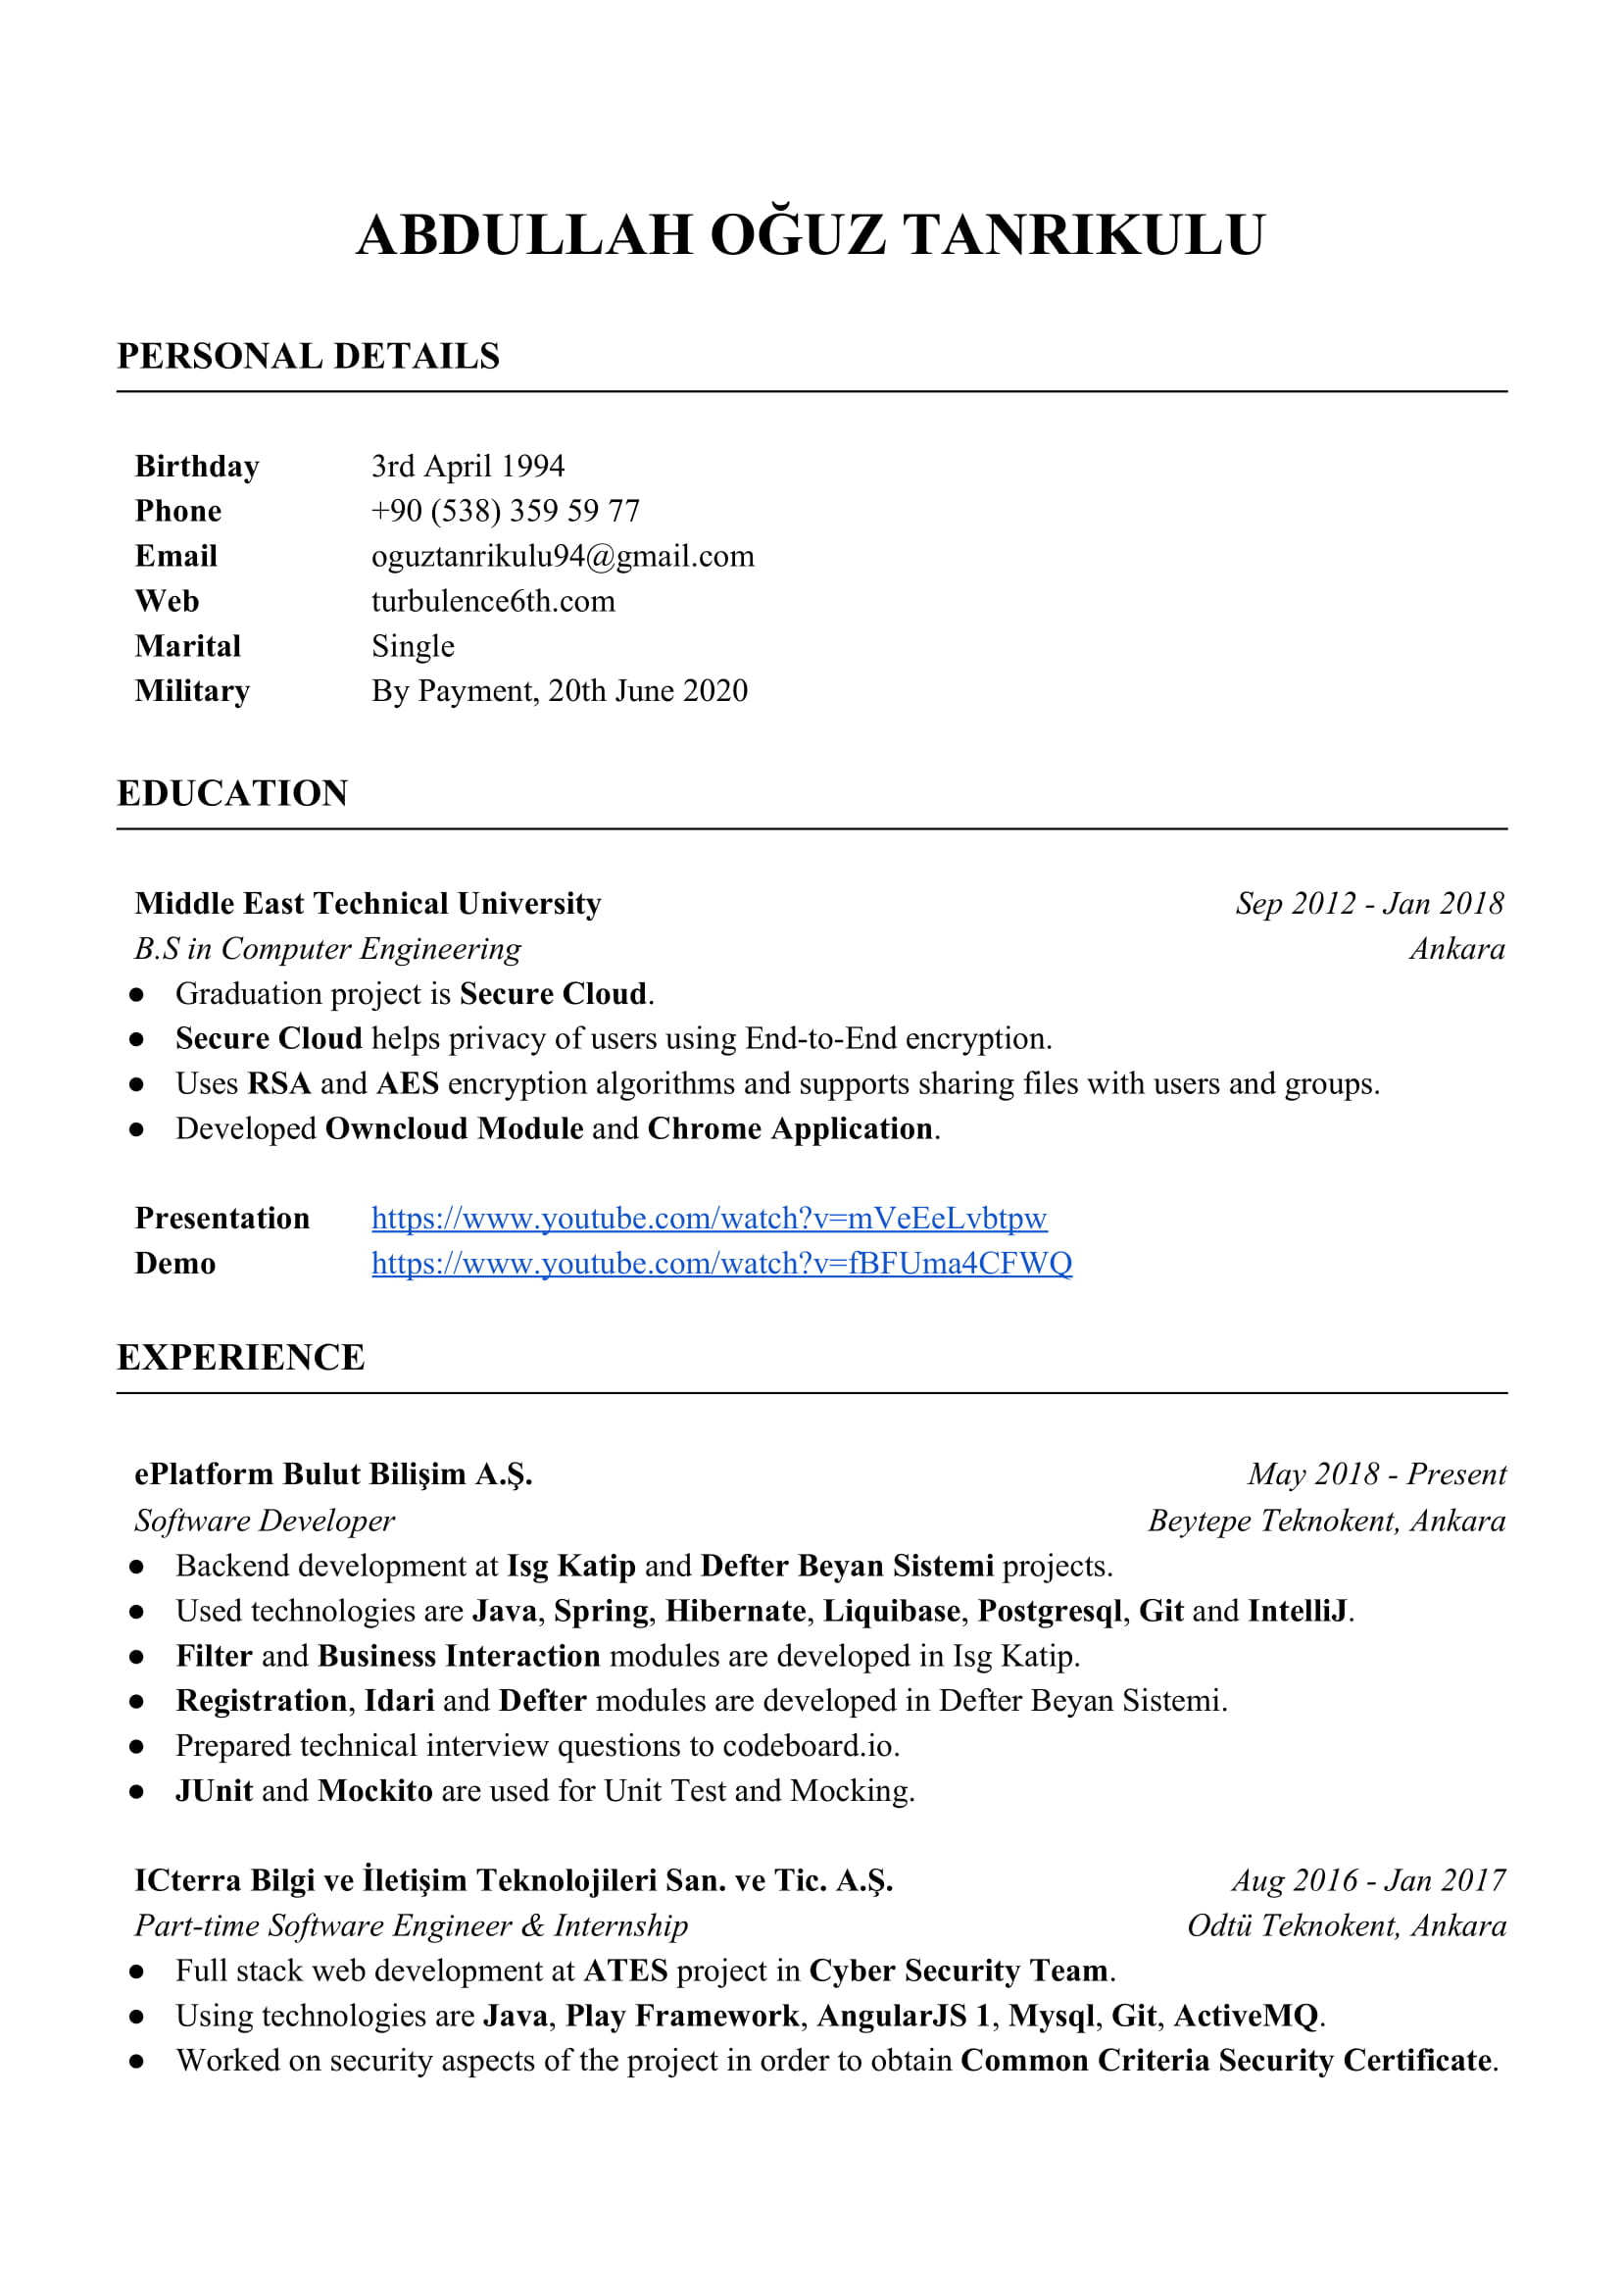 ABDULLAH OĞUZ TANRIKULU
PERSONAL DETAILS
Birthday 3rd April 1994
Phone +90 (538) 359 59 77
Email oguztanrikulu94@gmail.com
Web turbulence6th.com
Marital Single
Military By Payment, 20th June 2020
EDUCATION
Middle East Technical University Sep 2012 - Jan 2018
B.S in Computer Engineering Ankara
● Graduation project is Secure Cloud.
● Secure Cloud helps privacy of users using End-to-End encryption.
● Uses RSA and AES encryption algorithms and supports sharing files with users and groups.
● Developed Owncloud Module and Chrome Application.
Presentation https://www.youtube.com/watch?v=mVeEeLvbtpw
Demo https://www.youtube.com/watch?v=fBFUma4CFWQ
EXPERIENCE
ePlatform Bulut Bilişim A.Ş. May 2018 - Present
Software Developer Beytepe Teknokent, Ankara
● Backend development at Isg Katip and Defter Beyan Sistemi projects.
● Used technologies are Java, Spring, Hibernate, Liquibase, Postgresql, Git and IntelliJ.
● Filter and Business Interaction modules are developed in Isg Katip.
● Registration, Idari and Defter modules are developed in Defter Beyan Sistemi.
● Prepared technical interview questions to codeboard.io.
● JUnit and Mockito are used for Unit Test and Mocking.
ICterra Bilgi ve İletişim Teknolojileri San. ve Tic. A.Ş. Aug 2016 - Jan 2017
Part-time Software Engineer & Internship Odtü Teknokent, Ankara
● Full stack web development at ATES project in Cyber Security Team.
● Using technologies are Java, Play Framework, AngularJS 1, Mysql, Git, ActiveMQ.
● Worked on security aspects of the project in order to obtain Common Criteria Security Certificate.